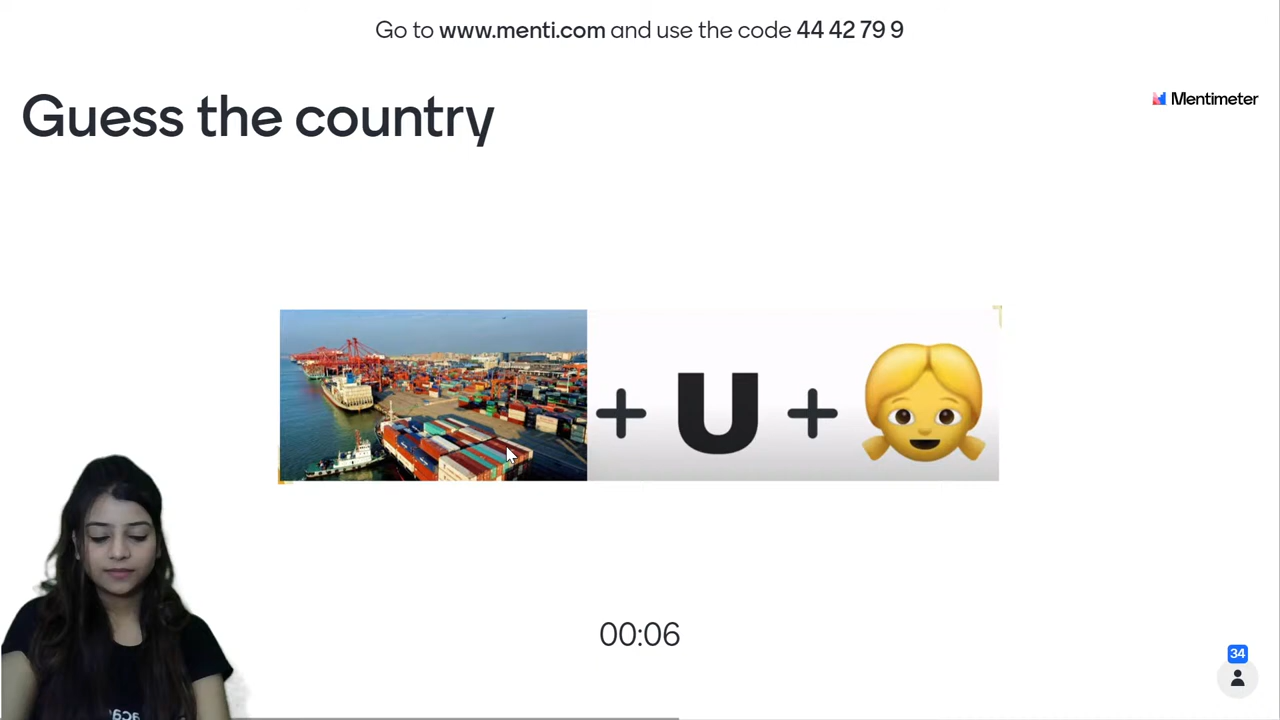 Go to www.menti.com and use the code 44 42 79 9
Guess the country
Mentimeter
+ U +
00:06
34